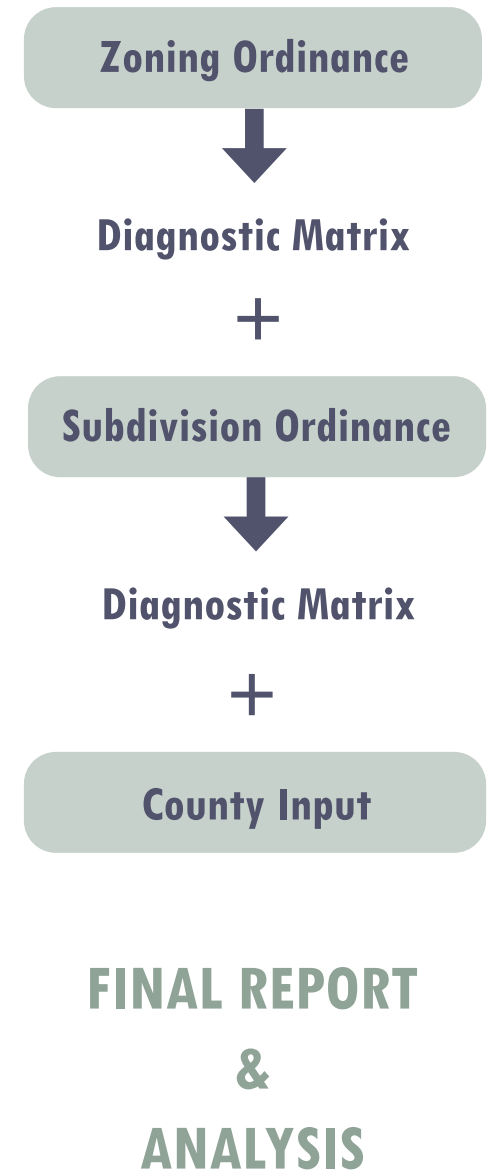 Zoning Ordinance
Diagnostic Matrix
+
Subdivision Ordinance
Diagnostic Matrix
+
County Input
FINAL REPORT
&
ANALYSIS